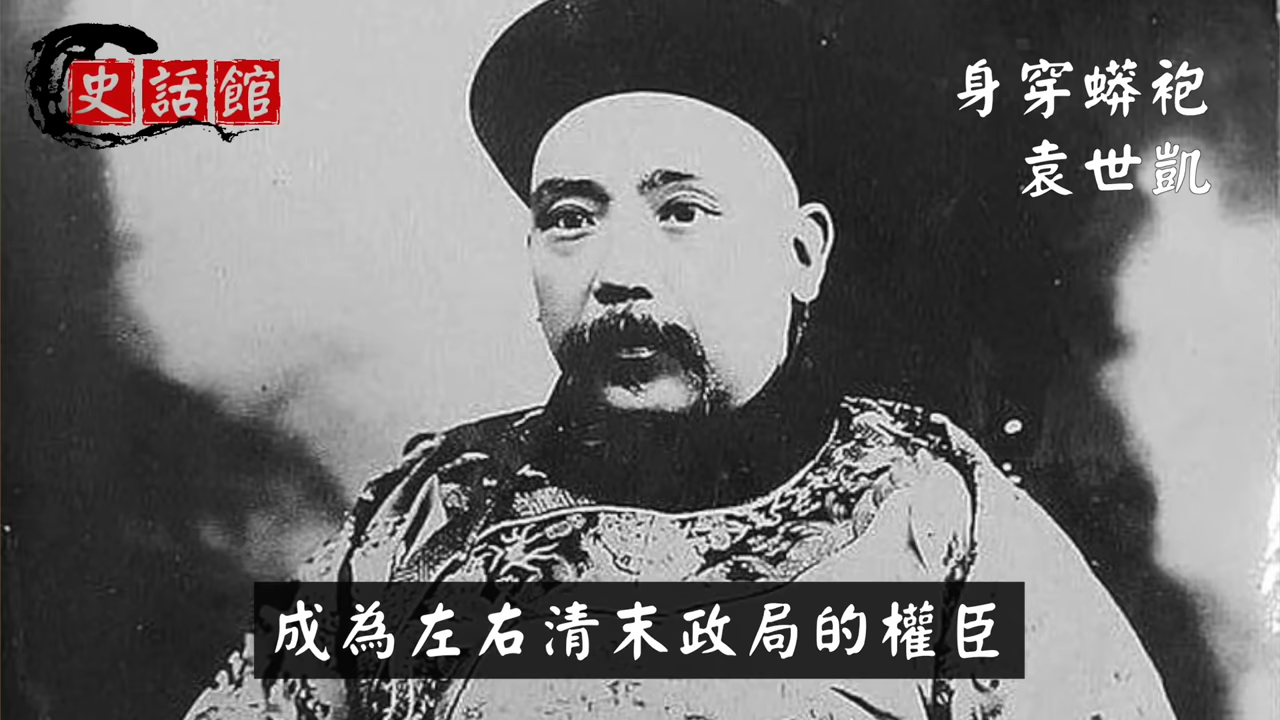 史話館
身穿蟒袍
袁世凱
成為左右清末政局的權臣